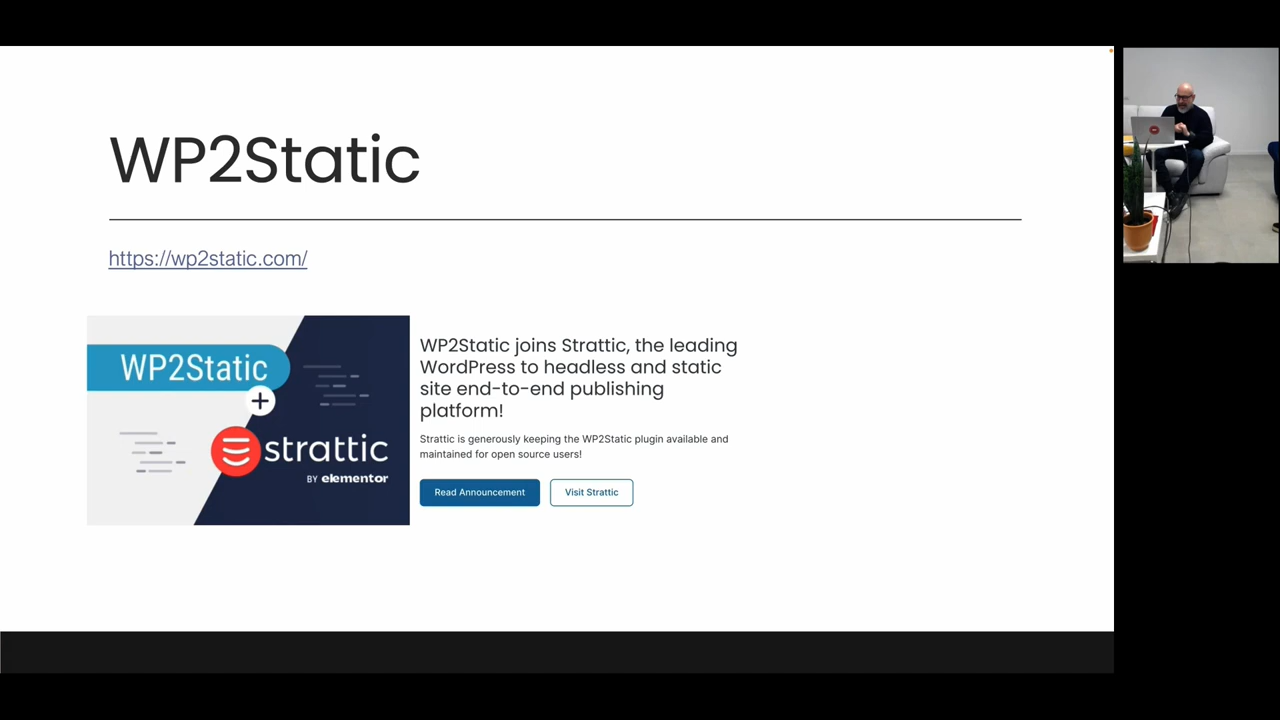 WP2Static
https://wp2static.com/
WP2Static
+
strattic
BY elementor
WP2Static joins Strattic, the leading
WordPress to headless and static
site end-to-end publishing
platform!
Strattic is generously keeping the WP2Static plugin available and
maintained for open source users!
Read Announcement
Visit Strattic